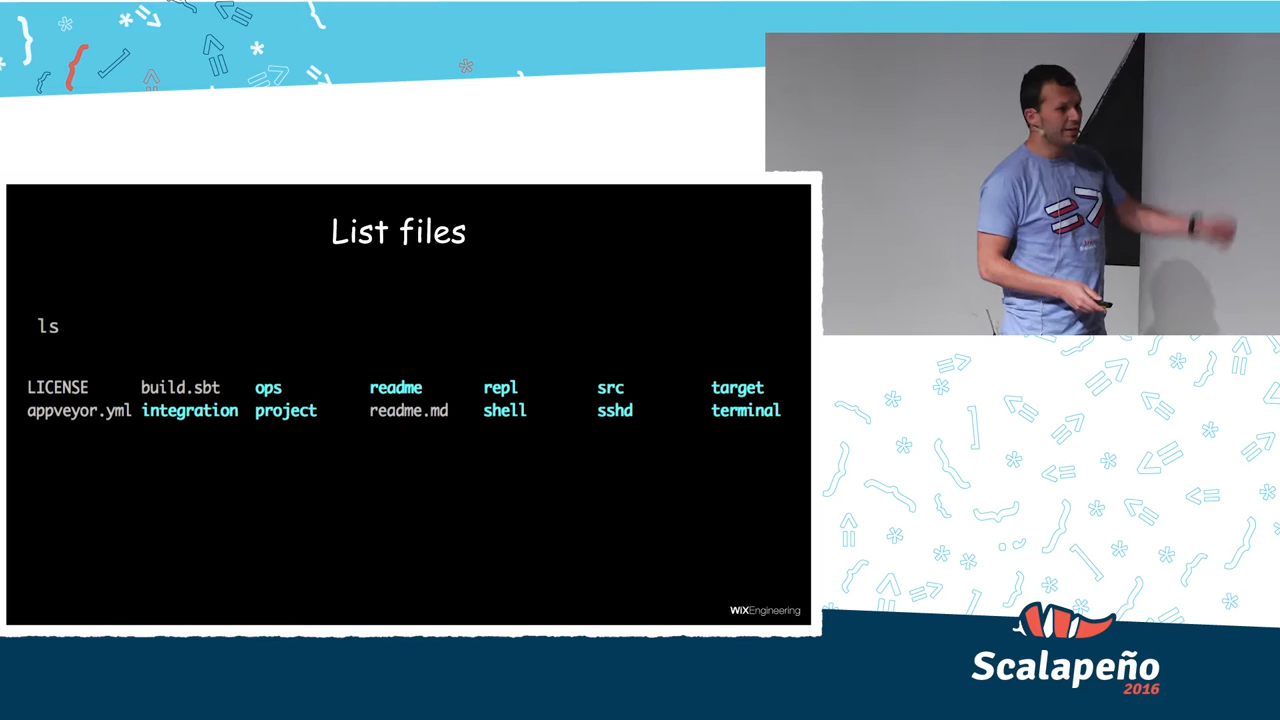 List files
ls
LICENSE build.sbt ops readme repl src target
appveyor.yml integration project readme.md shell sshd terminal
WiXEngineering
Scalapeño
2016